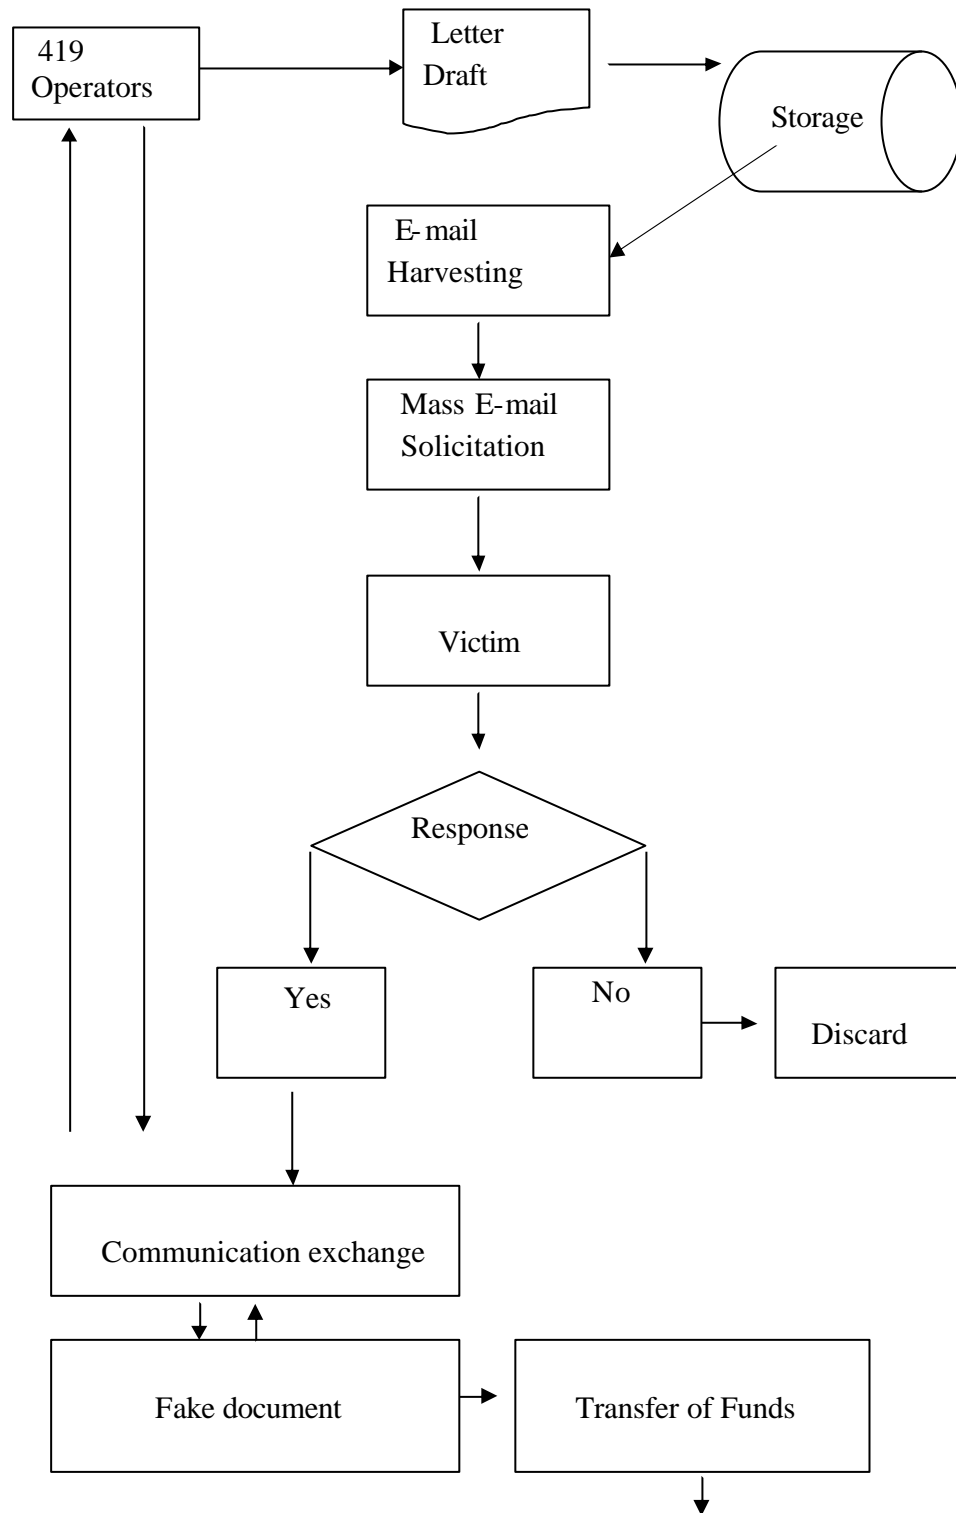 419
Operators
Letter
Draft
Storage
E-mail
Harvesting
Mass E-mail
Solicitation
Victim
Response
Yes
No
Discard
Communication exchange
Fake document
Transfer of Funds